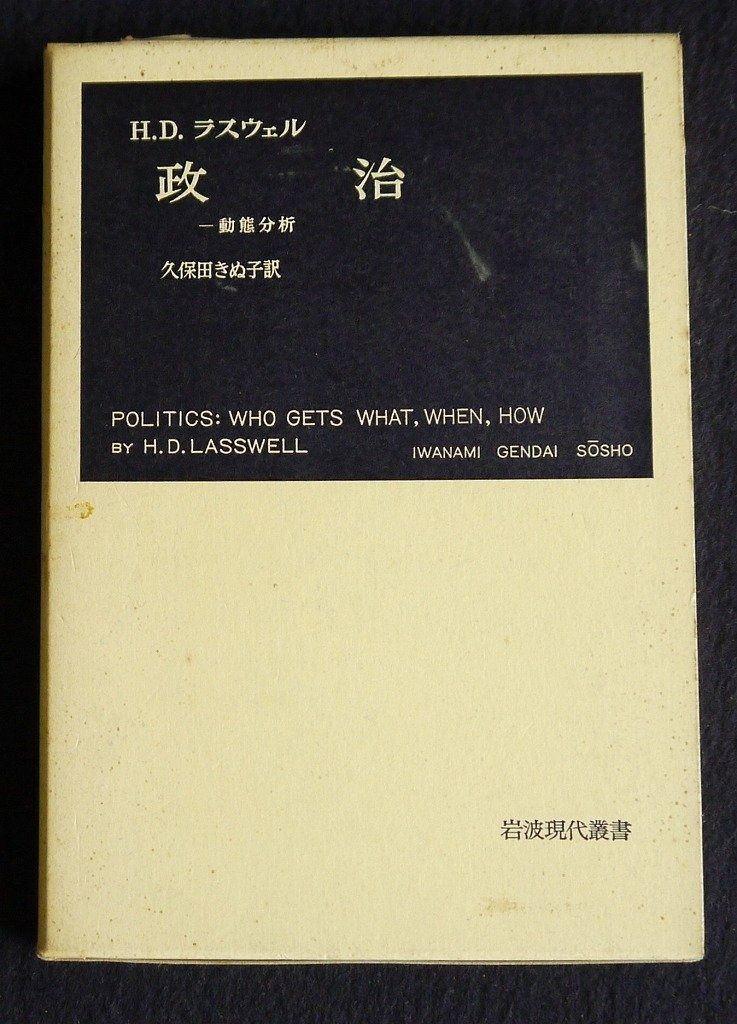 H.D. ラスウェル
政治
―動態分析
久保田きぬ子訳
POLITICS: WHO GETS WHAT, WHEN, HOW
BY H.D. LASSWELL
IWANAMI GENDAI SŌSHO
岩波現代叢書